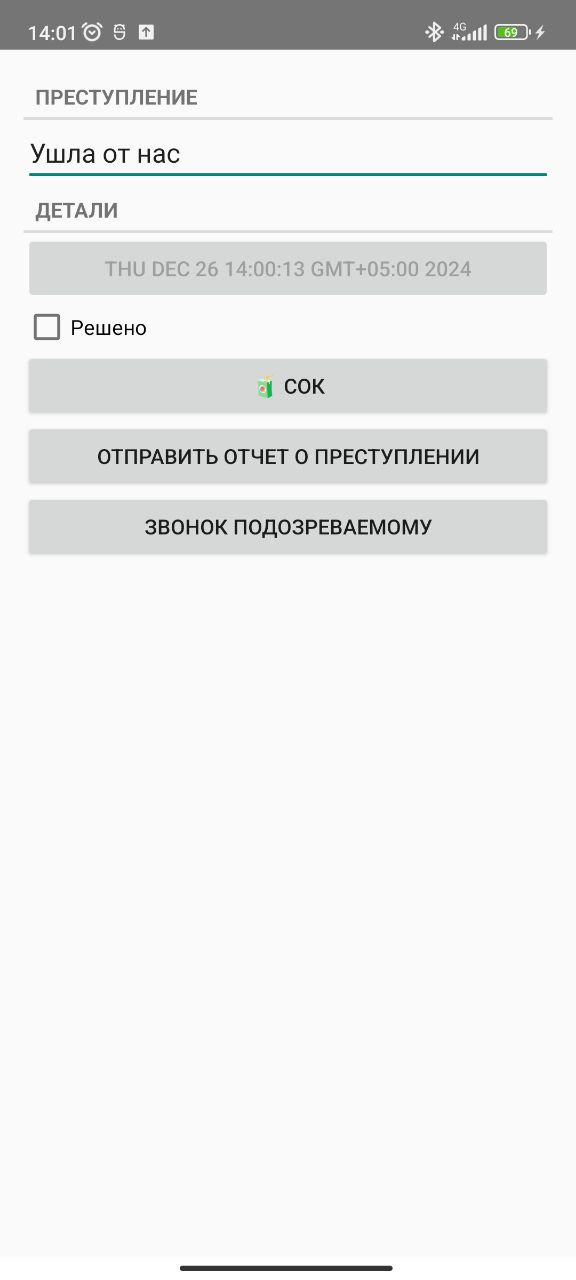 14:01 4G 69
ПРЕСТУПЛЕНИЕ
Ушла от нас
ДЕТАЛИ
THU DEC 26 14:00:13 GMT+05:00 2024
Решено
🧃 СОК
ОТПРАВИТЬ ОТЧЕТ О ПРЕСТУПЛЕНИИ
ЗВОНОК ПОДОЗРЕВАЕМОМУ